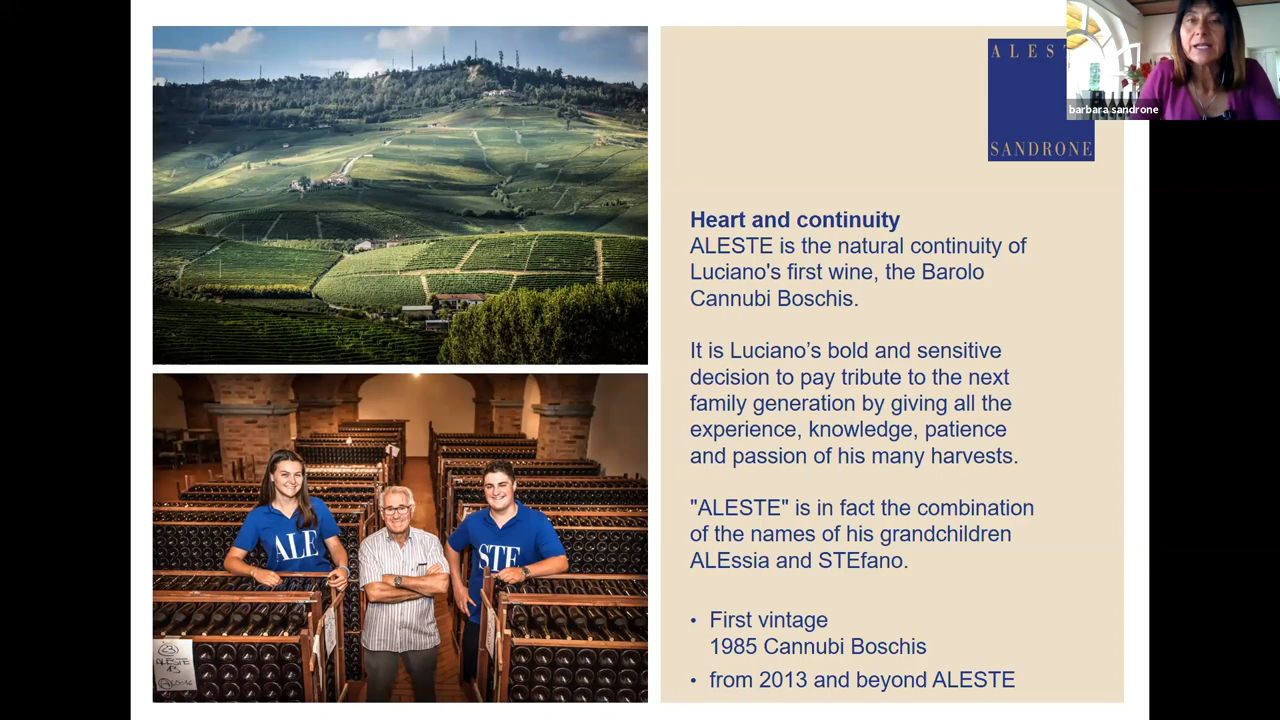 ALES
SANDRONE
barbara sandrone
Heart and continuity
ALESTE is the natural continuity of
Luciano's first wine, the Barolo
Cannubi Boschis.
It is Luciano’s bold and sensitive
decision to pay tribute to the next
family generation by giving all the
experience, knowledge, patience
and passion of his many harvests.
"ALESTE" is in fact the combination
of the names of his grandchildren
ALEssia and STEfano.
• First vintage
1985 Cannubi Boschis
• from 2013 and beyond ALESTE
ALE
STE
23
ALESTE
13